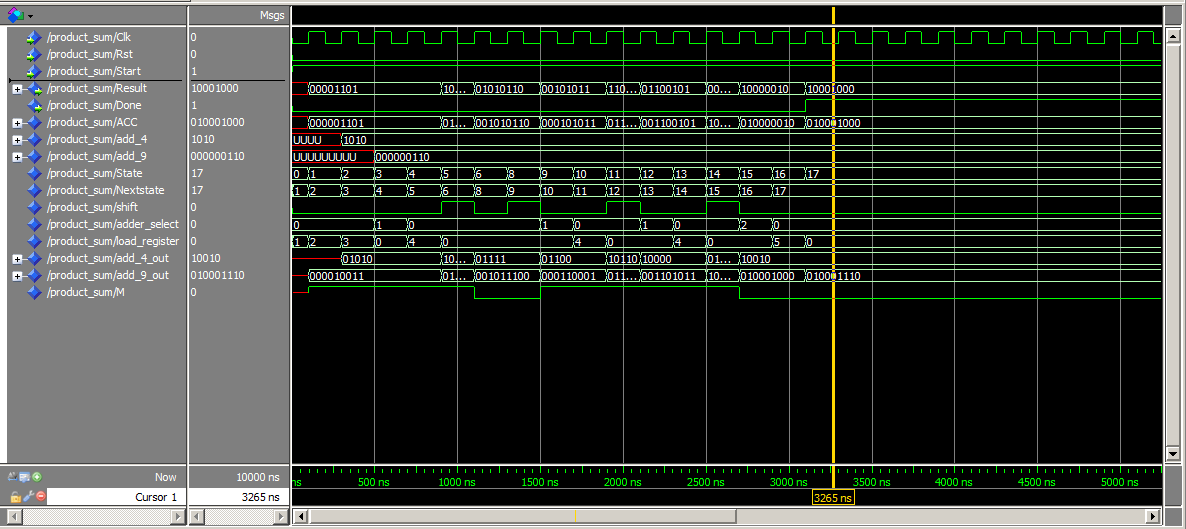 Msgs
/product_sum/Clk 0
/product_sum/Rst 0
/product_sum/Start 1
/product_sum/Result 10001000 00001101 10... 01010110 00101011 110... 01100101 00... 10000010 10001000
/product_sum/Done 1
/product_sum/ACC 010001000 000001101 01... 001010110 000101011 011... 001100101 10... 010000010 010001000
/product_sum/add_4 1010 UUUU 1010
/product_sum/add_9 000000110 UUUUUUUUU 000000110
/product_sum/State 17 0 1 2 3 4 5 6 8 9 10 11 12 13 14 15 16 17
/product_sum/Nextstate 17 1 2 3 4 5 6 8 9 10 11 12 13 14 15 16 17
/product_sum/shift 0
/product_sum/adder_select 0 0 1 0 1 0 1 0 2 0
/product_sum/load_register 0 1 2 3 0 4 0 4 0 4 0 5 0
/product_sum/add_4_out 10010 01010 10... 01111 01100 10110 10000 01... 10010
/product_sum/add_9_out 010001110 000010011 01... 001011100 000110001 011... 001101011 10... 010001000 010001110
/product_sum/M 0
Now 10000 ns ns 500 ns 1000 ns 1500 ns 2000 ns 2500 ns 3000 ns 3500 ns 4000 ns 4500 ns 5000 ns
Cursor 1 3265 ns 3265 ns